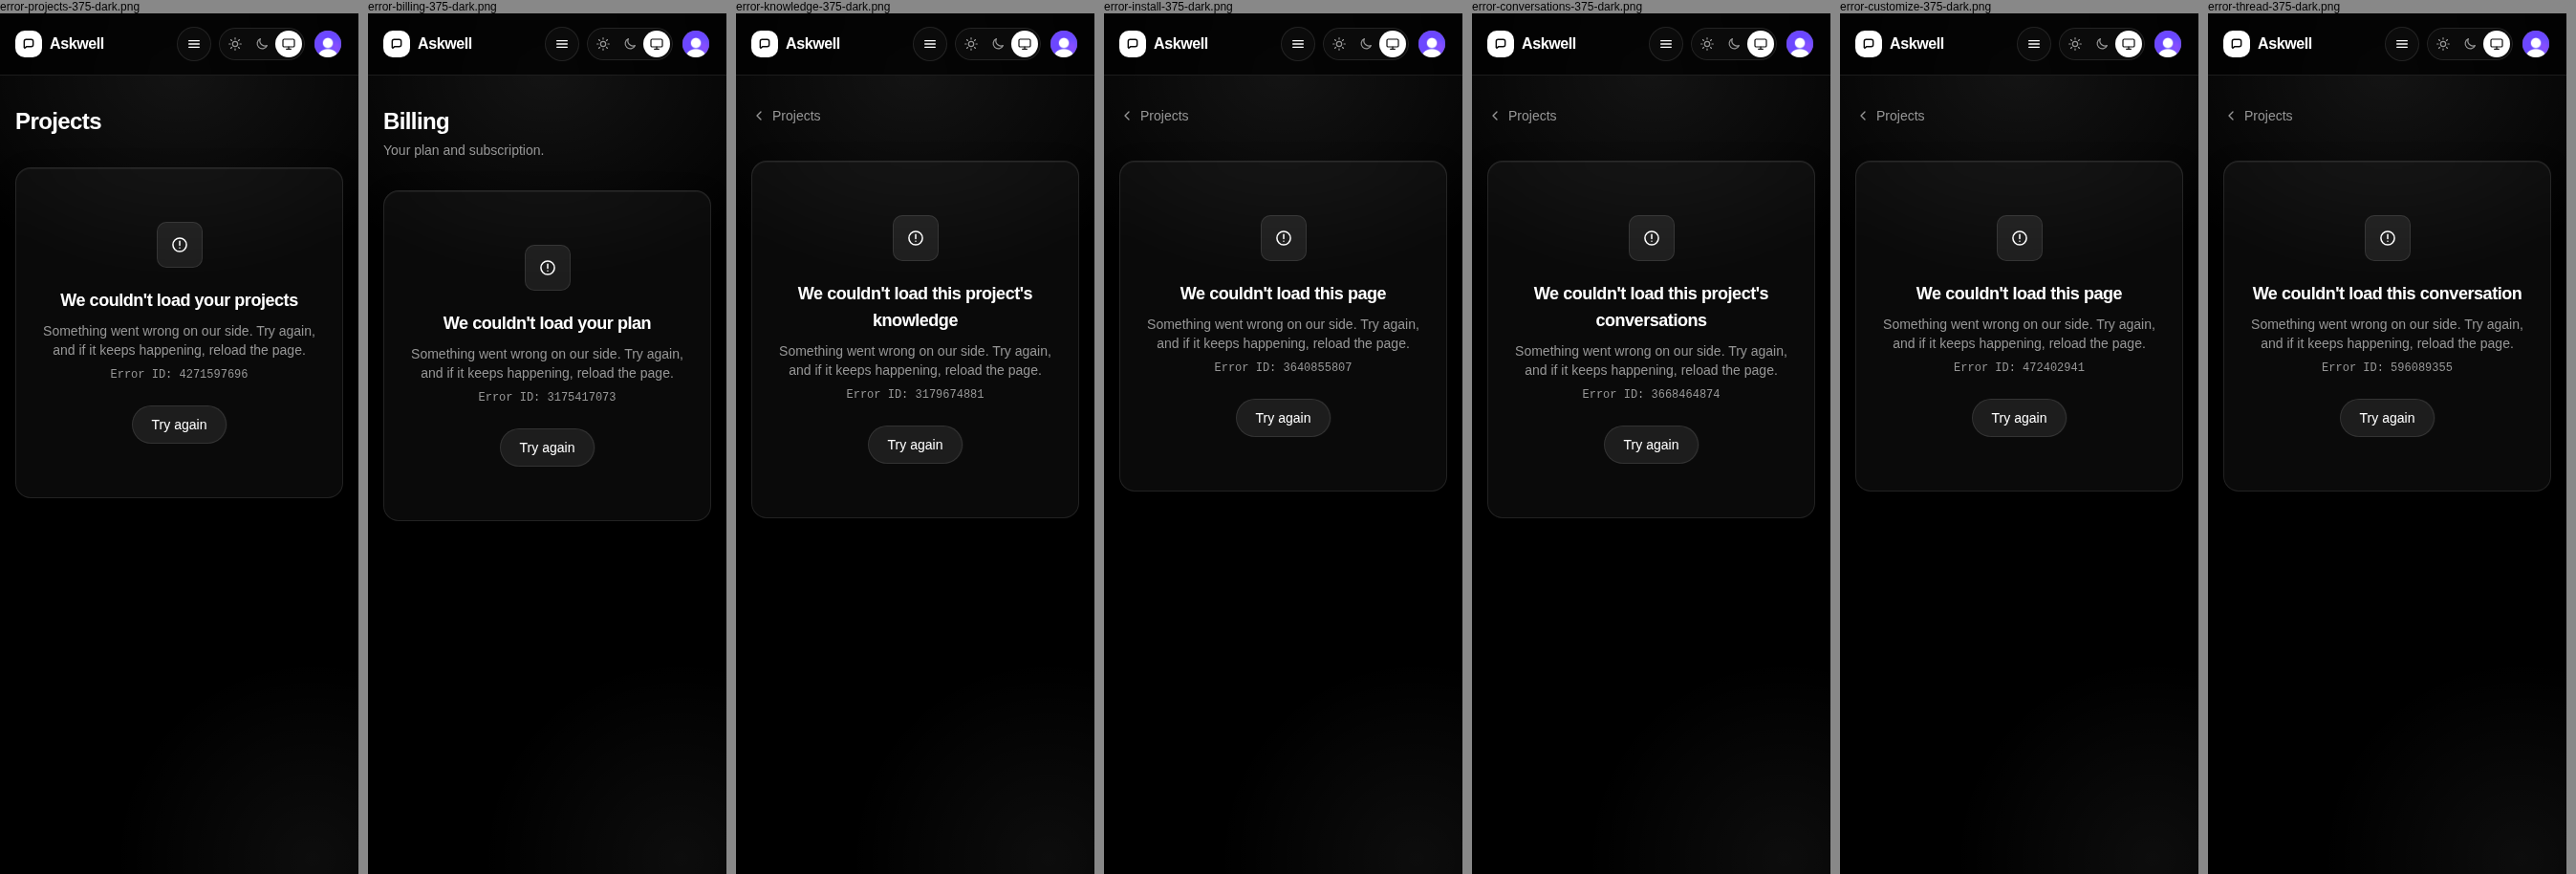 error-projects-375-dark.png
Askwell
Projects
We couldn't load your projects
Something went wrong on our side. Try again,
and if it keeps happening, reload the page.
Error ID: 4271597696
Try again
error-billing-375-dark.png
Askwell
Billing
Your plan and subscription.
We couldn't load your plan
Something went wrong on our side. Try again,
and if it keeps happening, reload the page.
Error ID: 3175417073
Try again
error-knowledge-375-dark.png
Askwell
Projects
We couldn't load this project's
knowledge
Something went wrong on our side. Try again,
and if it keeps happening, reload the page.
Error ID: 3179674881
Try again
error-install-375-dark.png
Askwell
Projects
We couldn't load this page
Something went wrong on our side. Try again,
and if it keeps happening, reload the page.
Error ID: 3640855807
Try again
error-conversations-375-dark.png
Askwell
Projects
We couldn't load this project's
conversations
Something went wrong on our side. Try again,
and if it keeps happening, reload the page.
Error ID: 3668464874
Try again
error-customize-375-dark.png
Askwell
Projects
We couldn't load this page
Something went wrong on our side. Try again,
and if it keeps happening, reload the page.
Error ID: 472402941
Try again
error-thread-375-dark.png
Askwell
Projects
We couldn't load this conversation
Something went wrong on our side. Try again,
and if it keeps happening, reload the page.
Error ID: 596089355
Try again